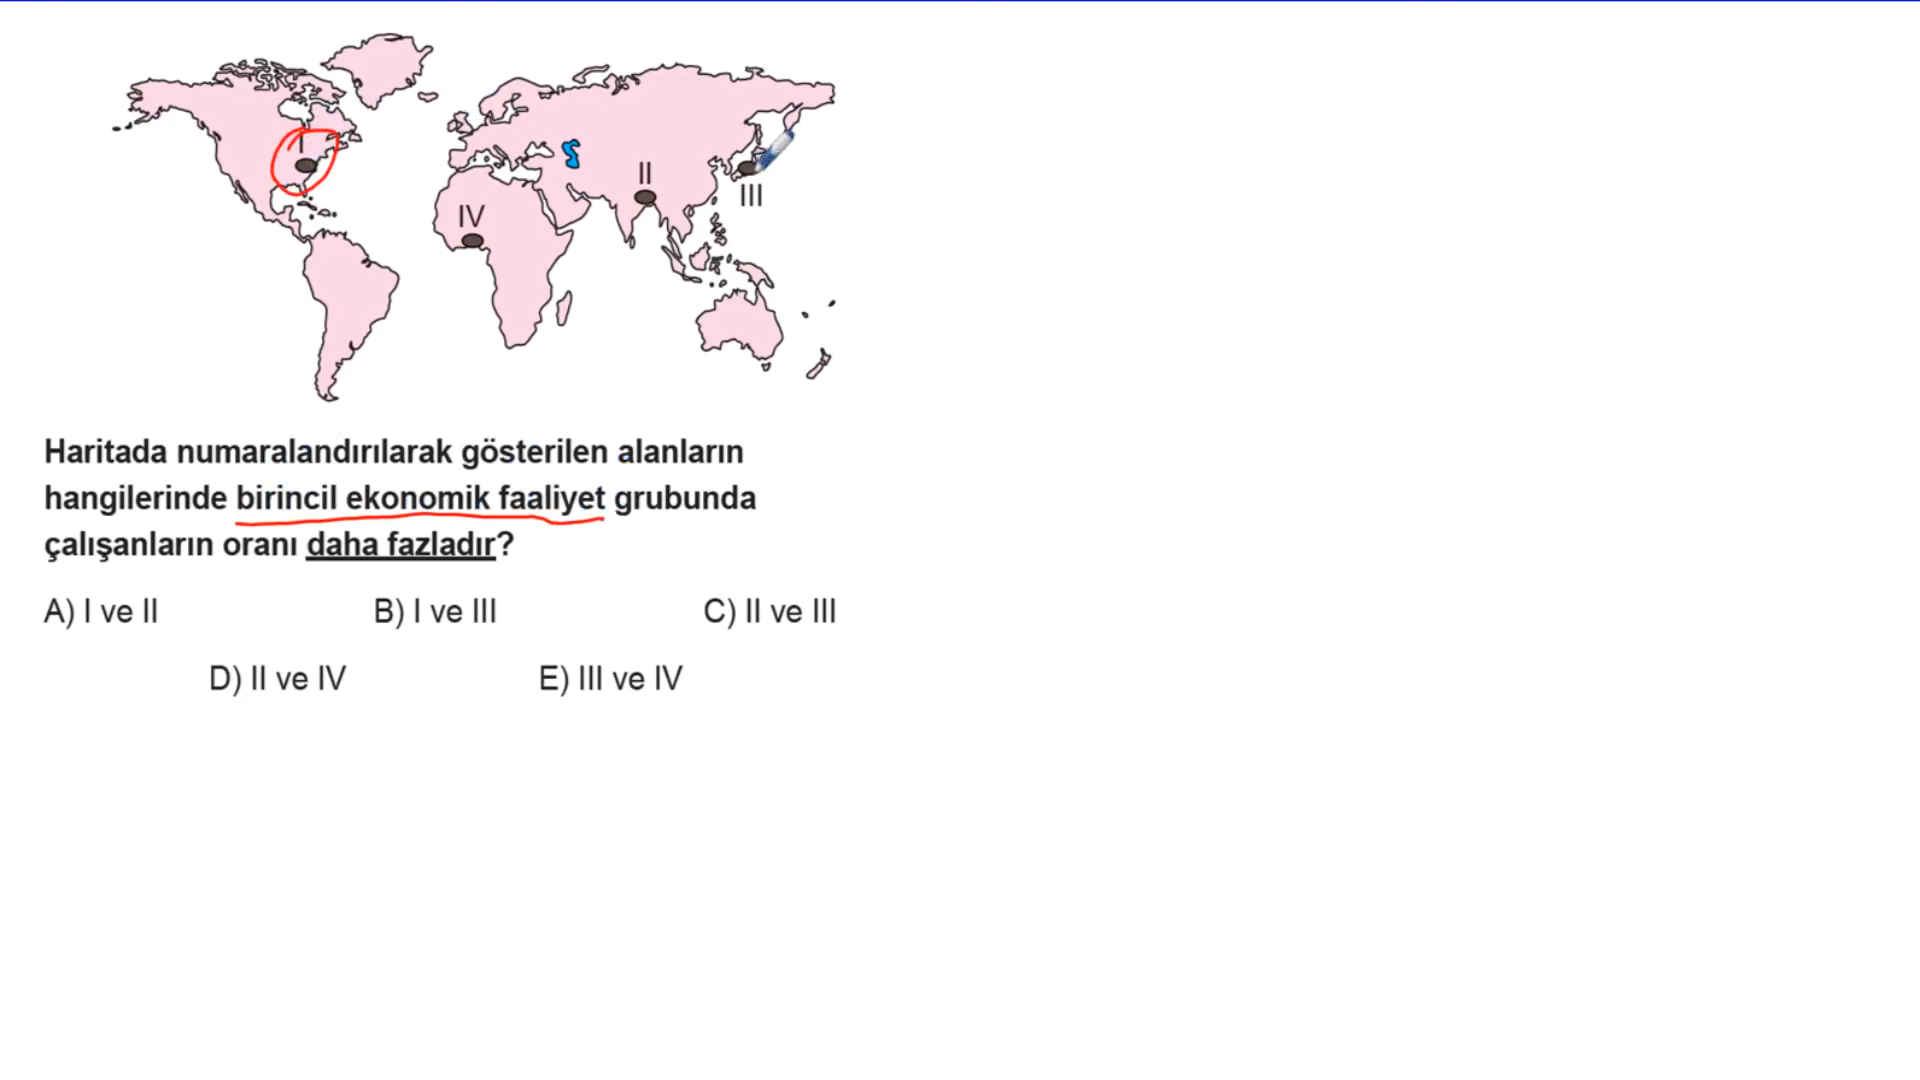 I
II
III
IV
Haritada numaralandırılarak gösterilen alanların
hangilerinde birincil ekonomik faaliyet grubunda
çalışanların oranı daha fazladır?
A) I ve II B) I ve III C) II ve III
D) II ve IV E) III ve IV